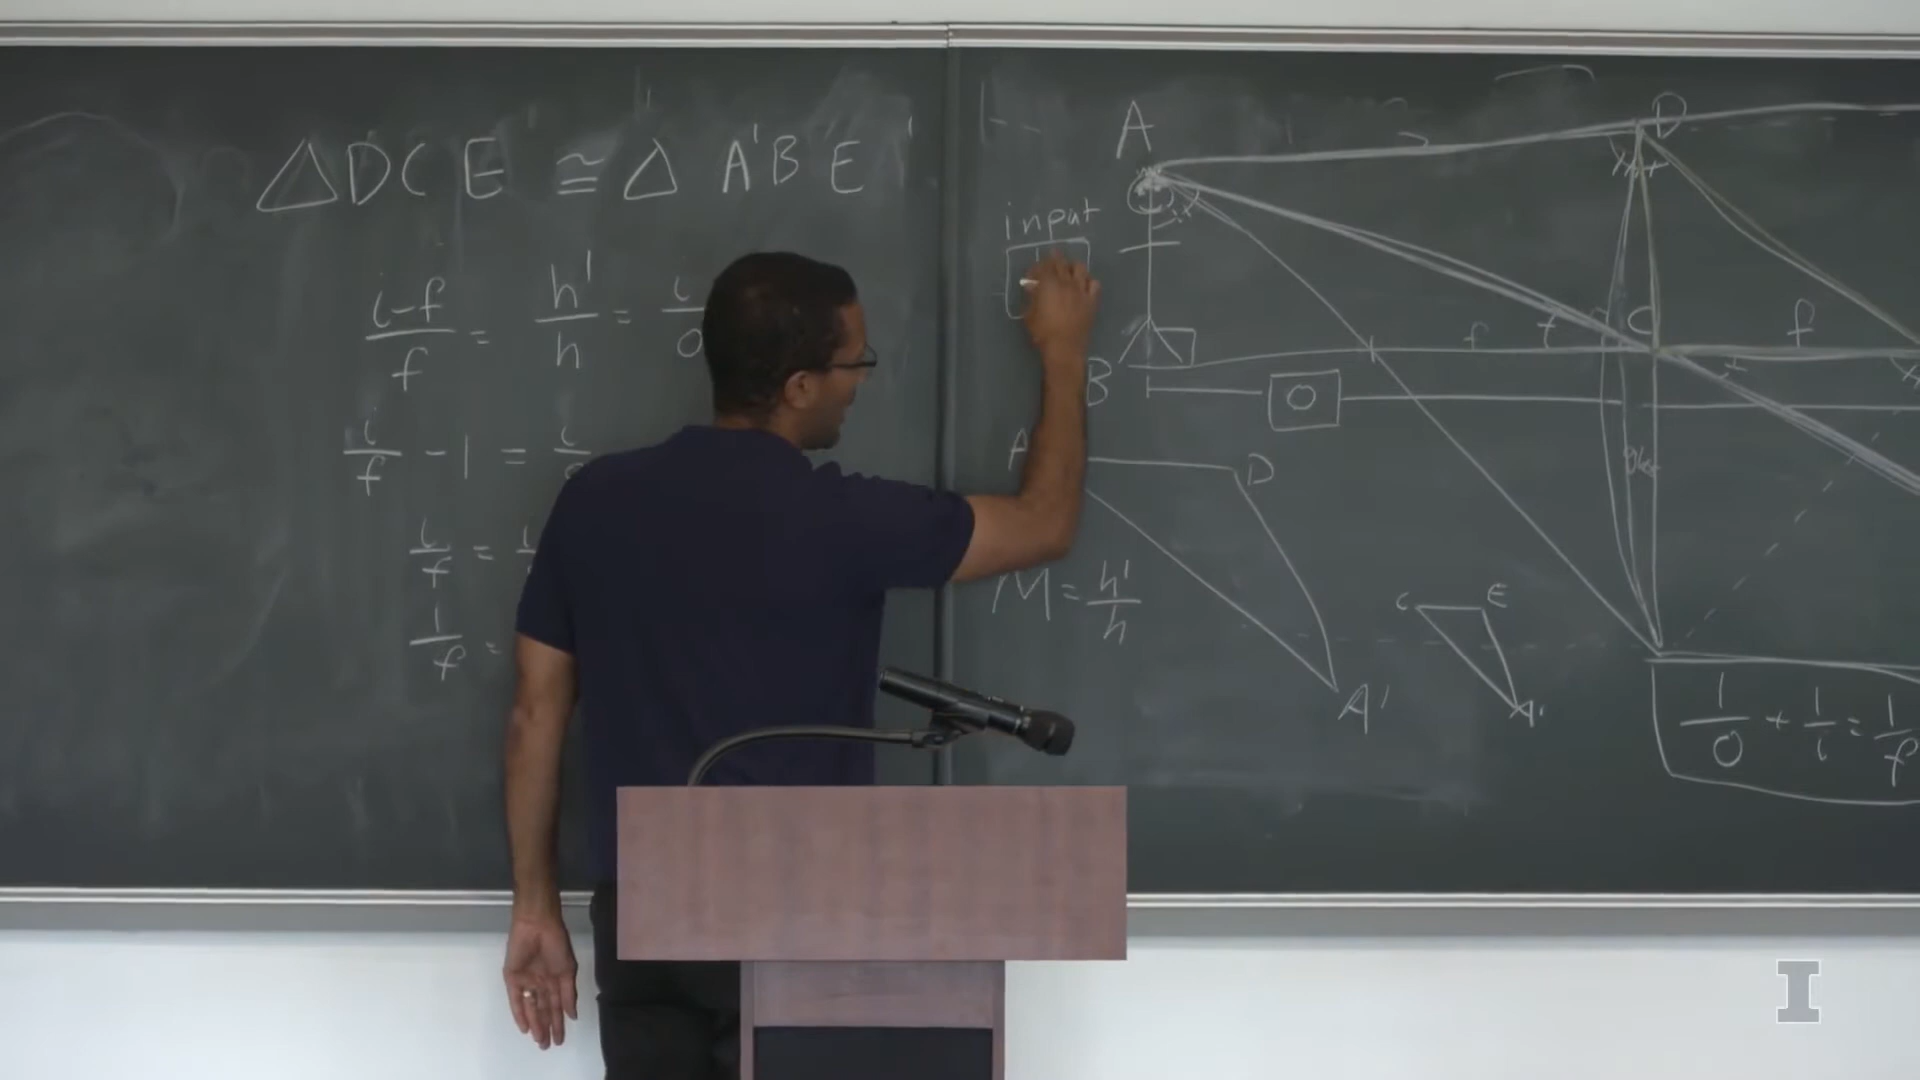 △DCE ≅ △A'BE'
i-f/f = h'/h = i/o
i/f - 1 = i/
i/f =
1/f =
A
D
input
C
f
f
B
O
A
D
M = h'/h
A'
C
E
A'
1/o + 1/i = 1/f
I